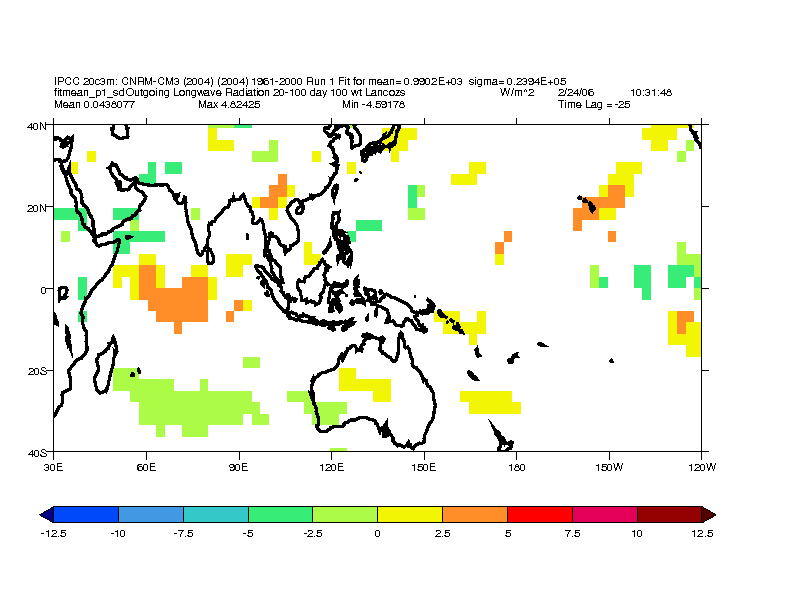 IPCC 20c3m: CNRM-CM3 (2004) (2004) 1961-2000 Run 1 Fit for mean= 0.9902E+03 sigma= 0.2394E+05
fitmean_p1_sdOutgoing Longwave Radiation 20-100 day 100 wt Lancozs W/m^2 2/24/06 10:31:48
Mean 0.0438077 Max 4.82425 Min -4.59178 Time Lag = -25
40N
20N
0
20S
40S
30E 60E 90E 120E 150E 180 150W 120W
-12.5 -10 -7.5 -5 -2.5 0 2.5 5 7.5 10 12.5